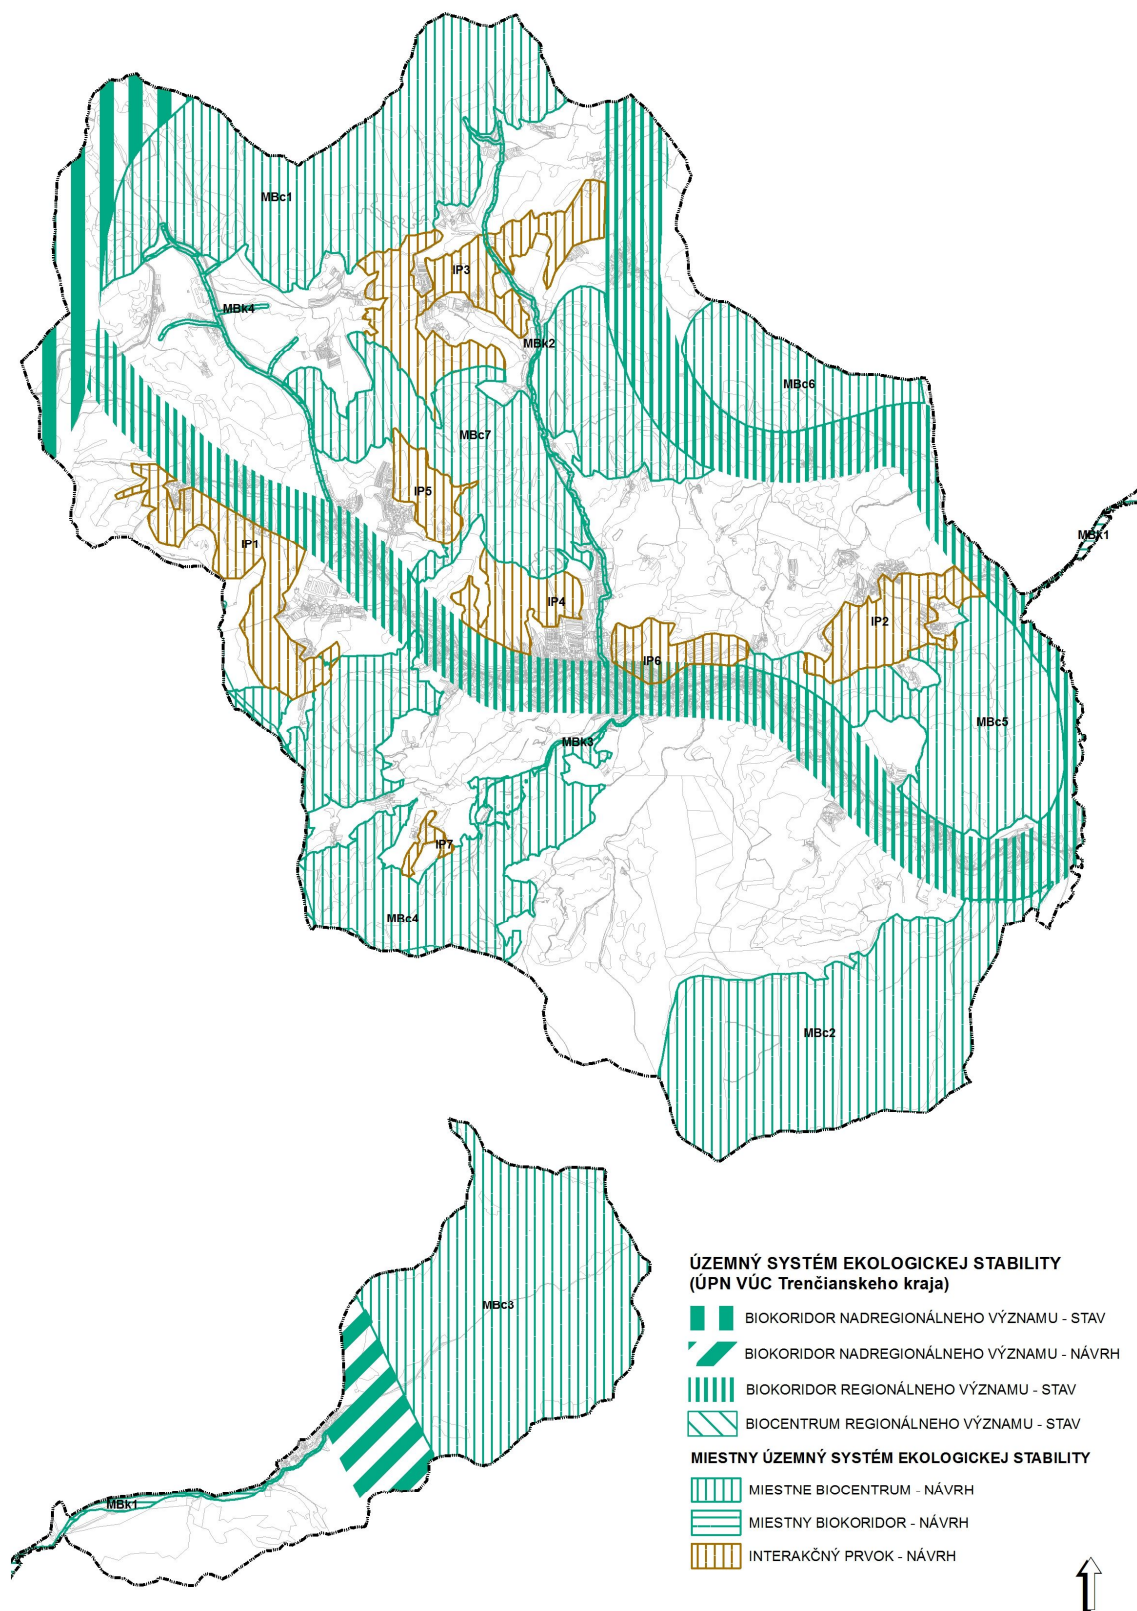 MBc1
IP3
MBk4
MBk2
MBc6
MBc7
IP5
MBk1
IP1
IP4
IP2
IP6
MBc5
MBk3
IP7
MBc4
MBc2
MBc3
MBk1
ÚZEMNÝ SYSTÉM EKOLOGICKEJ STABILITY
(ÚPN VÚC Trenčianskeho kraja)
BIOKORIDOR NADREGIONÁLNEHO VÝZNAMU - STAV
BIOKORIDOR NADREGIONÁLNEHO VÝZNAMU - NÁVRH
BIOKORIDOR REGIONÁLNEHO VÝZNAMU - STAV
BIOCENTRUM REGIONÁLNEHO VÝZNAMU - STAV
MIESTNY ÚZEMNÝ SYSTÉM EKOLOGICKEJ STABILITY
MIESTNE BIOCENTRUM - NÁVRH
MIESTNY BIOKORIDOR - NÁVRH
INTERAKČNÝ PRVOK - NÁVRH